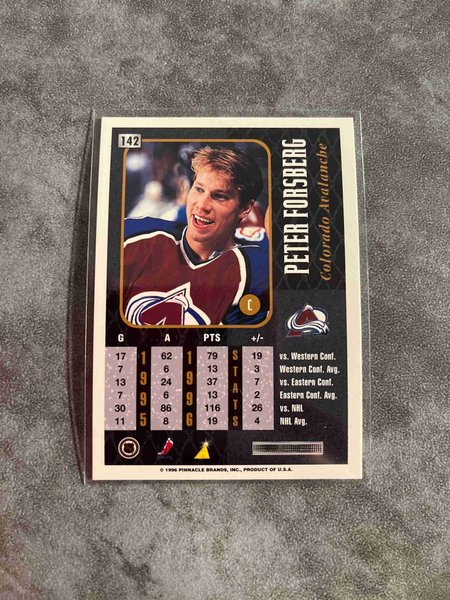 142
PETER FORSBERG
Colorado Avalanche
C
G A PTS +/-
1995 1996 STATS
17 62 79 19 vs. Western Conf.
7 6 13 3 Western Conf. Avg.
13 24 37 7 vs. Eastern Conf.
7 6 13 2 Eastern Conf. Avg.
30 86 116 26 vs. NHL
11 8 19 4 NHL Avg.
© 1996 PINNACLE BRANDS, INC., PRODUCT OF U.S.A.